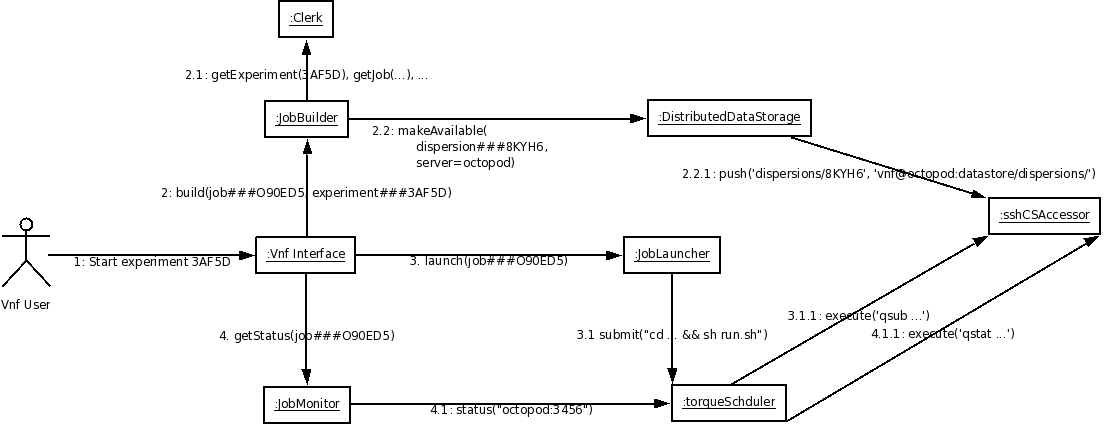 :Clerk
2.1: getExperiment(3AF5D), getJob(...), ...
:JobBuilder
:DistributedDataStorage
2.2: makeAvailable(
dispersion###8KYH6,
server=octopod)
2.2.1: push('dispersions/8KYH6', 'vnf@octopod:datastore/dispersions/')
2: build(job###O90ED5, experiment###3AF5D)
:sshCSAccessor
:Vnf Interface
:JobLauncher
1: Start experiment 3AF5D
3. launch(job###O90ED5)
Vnf User
3.1.1: execute('qsub ...')
4. getStatus(job###O90ED5)
3.1 submit("cd ... && sh run.sh")
4.1.1: execute('qstat ...')
:JobMonitor
:torqueSchduler
4.1: status("octopod:3456")